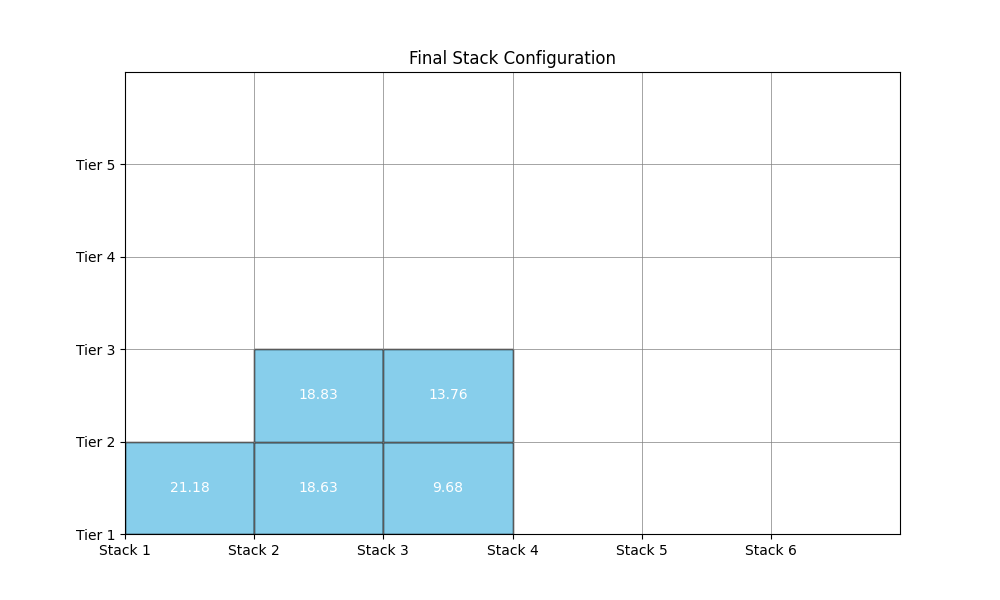 Final Stack Configuration
Tier 5
Tier 4
Tier 3
18.83 13.76
Tier 2
21.18 18.63 9.68
Tier 1
Stack 1 Stack 2 Stack 3 Stack 4 Stack 5 Stack 6